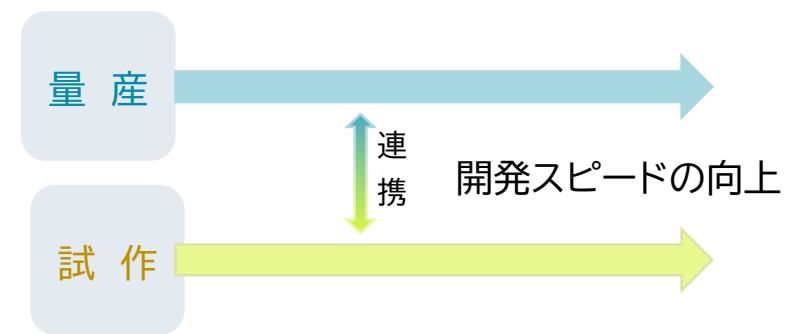 量 産
連
携
開発スピードの向上
試 作